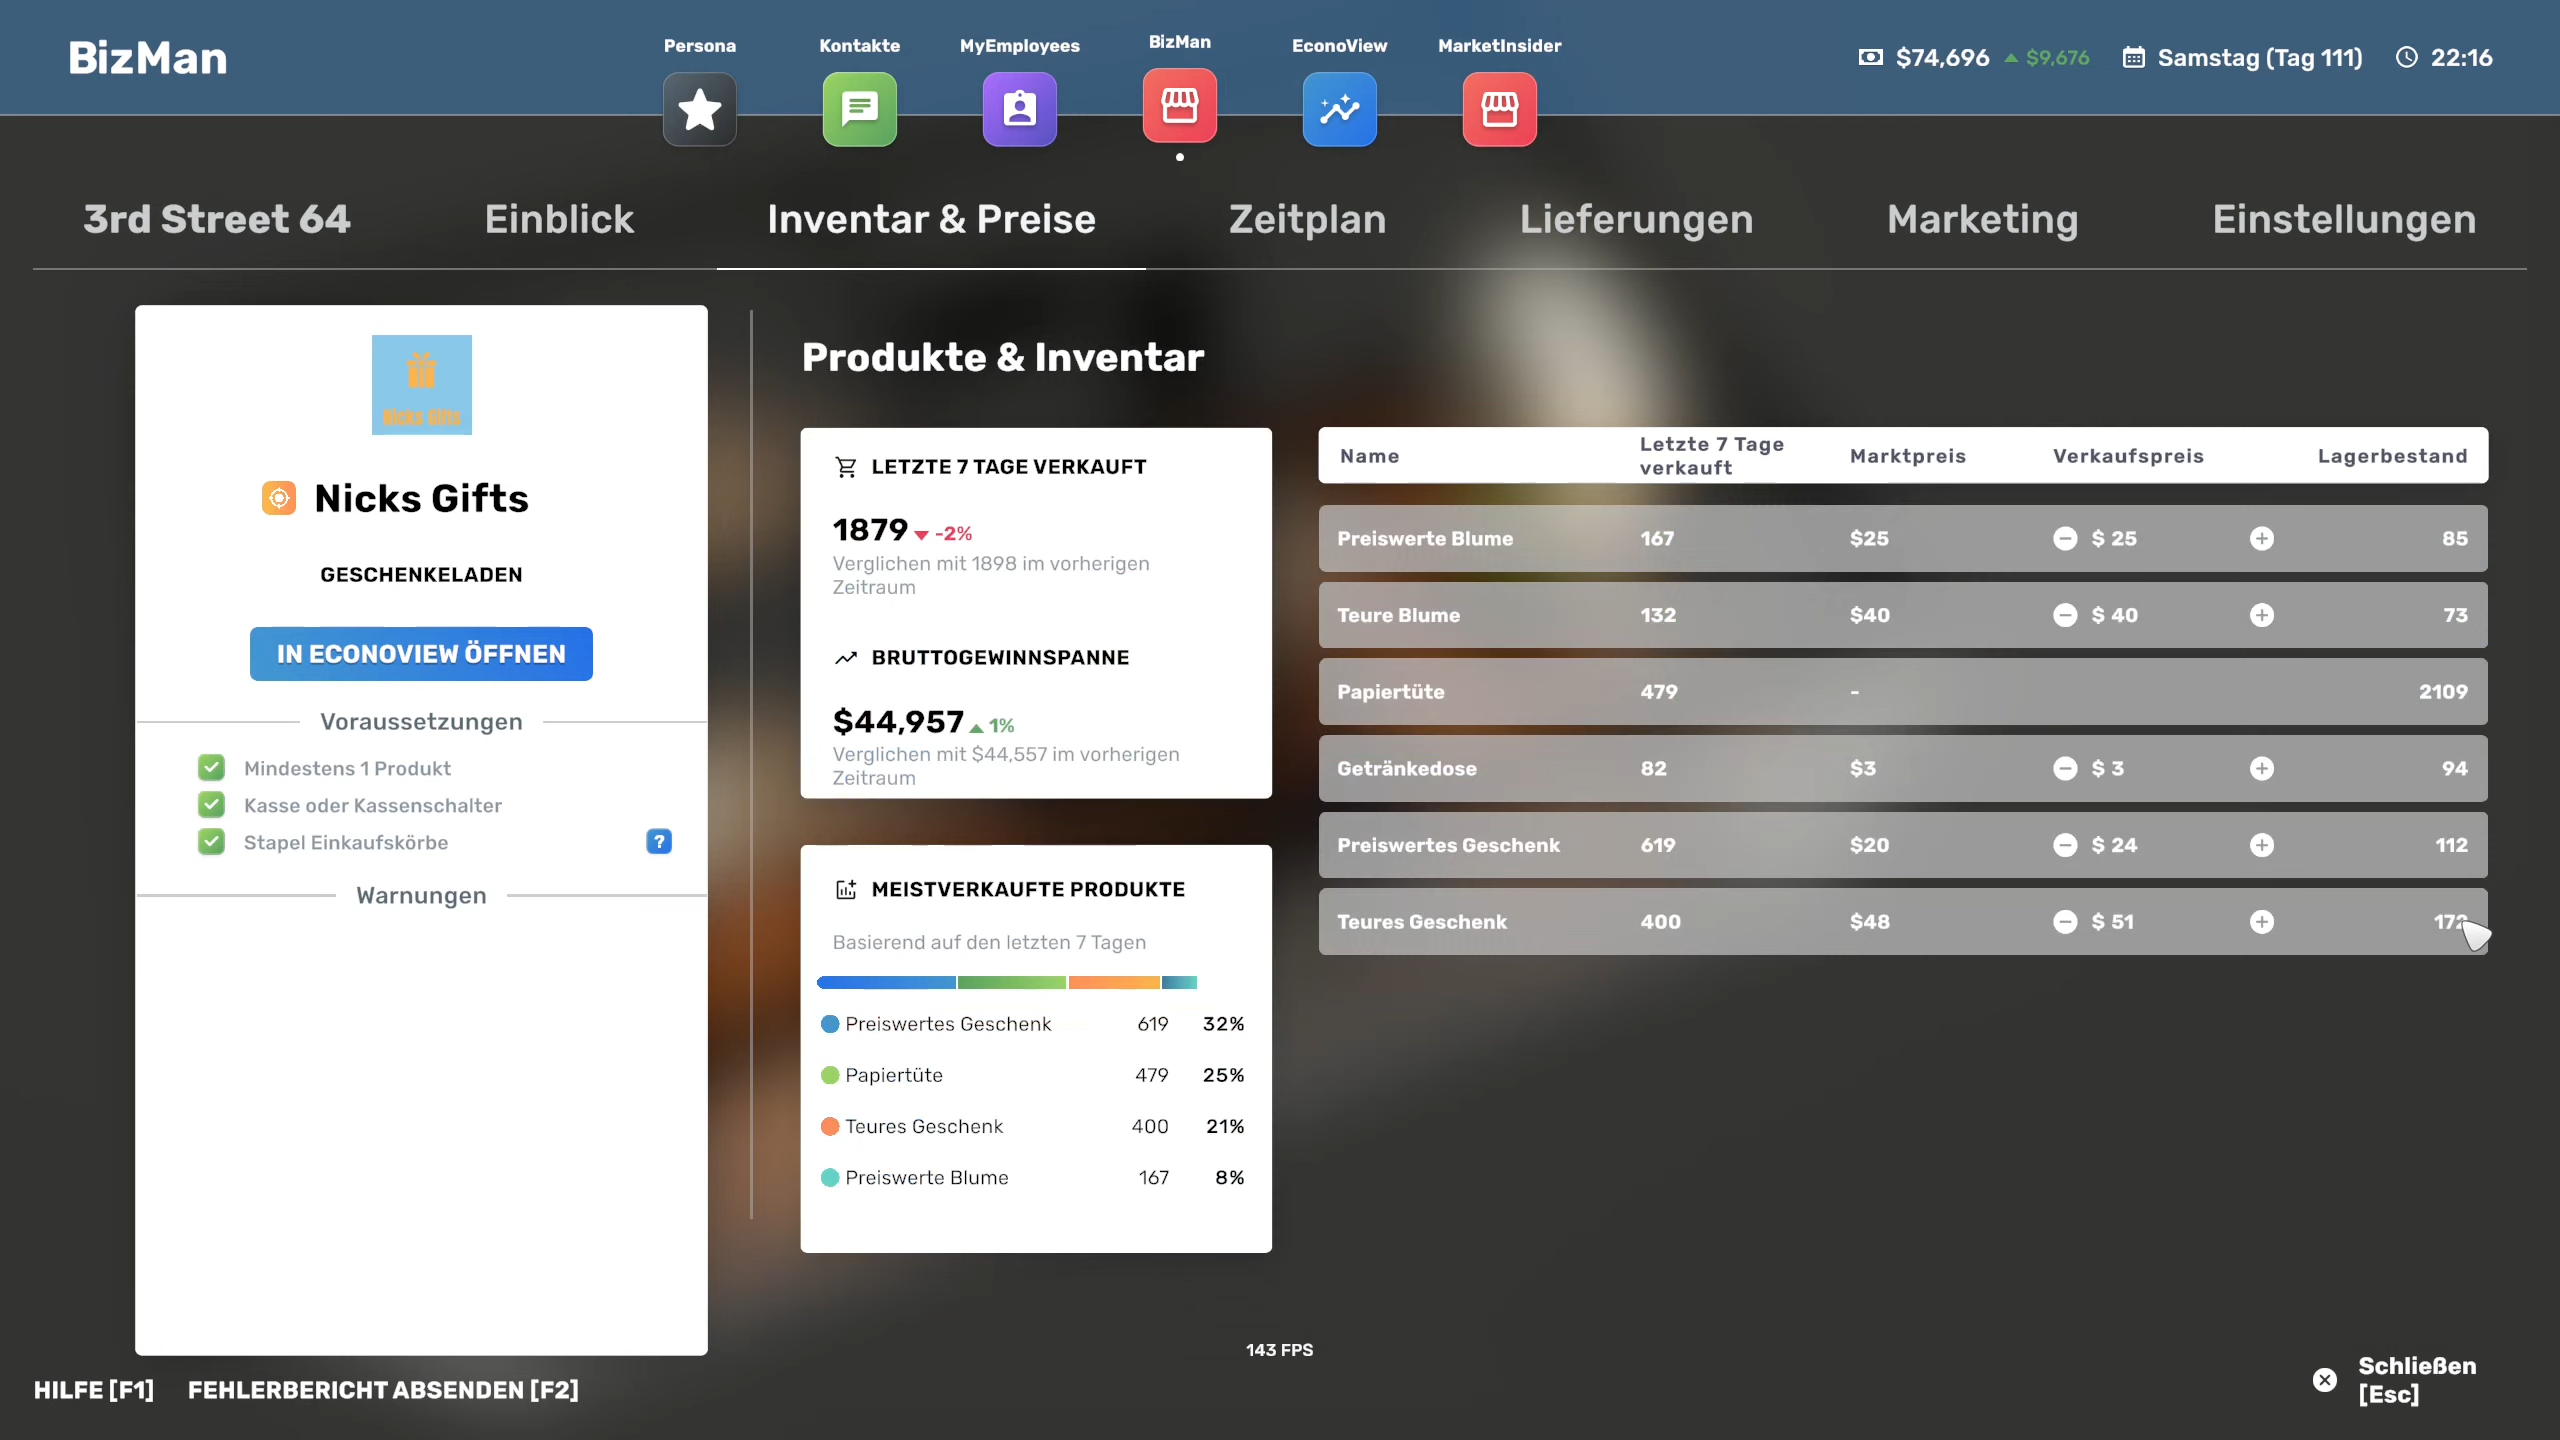 BizMan
Persona
Kontakte
MyEmployees
BizMan
EconoView
MarketInsider
$74,696 $9,676 Samstag (Tag 111) 22:16
3rd Street 64 Einblick Inventar & Preise Zeitplan Lieferungen Marketing Einstellungen
Nicks Gifts
Nicks Gifts
GESCHENKELADEN
IN ECONOVIEW ÖFFNEN
Voraussetzungen
Mindestens 1 Produkt
Kasse oder Kassenschalter
Stapel Einkaufskörbe ?
Warnungen
Produkte & Inventar
LETZTE 7 TAGE VERKAUFT
1879 -2%
Verglichen mit 1898 im vorherigen
Zeitraum
BRUTTOGEWINNSPANNE
$44,957 1%
Verglichen mit $44,557 im vorherigen
Zeitraum
MEISTVERKAUFTE PRODUKTE
Basierend auf den letzten 7 Tagen
Preiswertes Geschenk 619 32%
Papiertüte 479 25%
Teures Geschenk 400 21%
Preiswerte Blume 167 8%
Name Letzte 7 Tage verkauft Marktpreis Verkaufspreis Lagerbestand
Preiswerte Blume 167 $25 $ 25 85
Teure Blume 132 $40 $ 40 73
Papiertüte 479 - 2109
Getränkedose 82 $3 $ 3 94
Preiswertes Geschenk 619 $20 $ 24 112
Teures Geschenk 400 $48 $ 51
143 FPS
HILFE [F1] FEHLERBERICHT ABSENDEN [F2]
Schließen
[Esc]